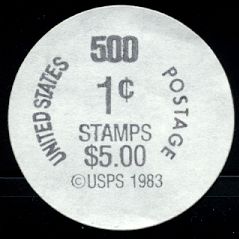 500
UNITED STATES
1¢
POSTAGE
STAMPS
$5.00
©USPS 1983